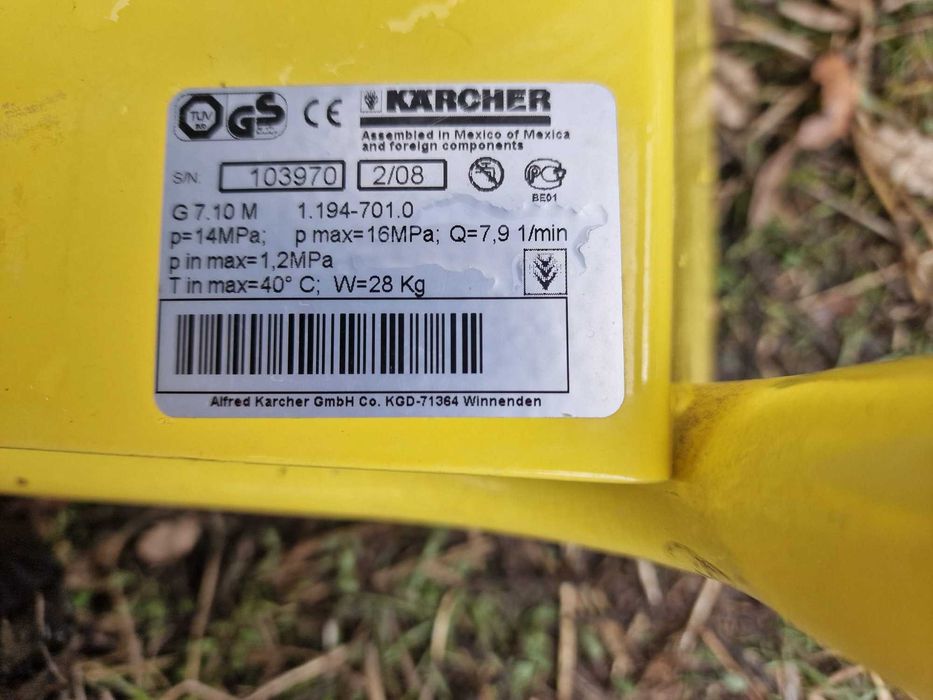 TUV
GS
CE
KÄRCHER
Assembled in Mexico of Mexica
and foreign components
S/N: 103970 2/08
PC
BE01
G 7.10 M 1.194-701.0
p=14MPa; p max=16MPa; Q=7,9 1/min
p in max=1,2MPa
T in max=40° C; W=28 Kg
Alfred Karcher GmbH Co. KGD-71364 Winnenden